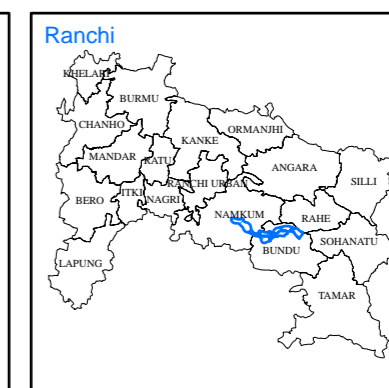 Ranchi
KHELARI
BURMU
CHANHO
ORMANJHI
KANKE
MANDAR
RATU
ANGARA
RANCHI URBAN
SILLI
ITKI
BERO
NAGRI
NAMKUM
RAHE
SOHANATU
BUNDU
LAPUNG
TAMAR